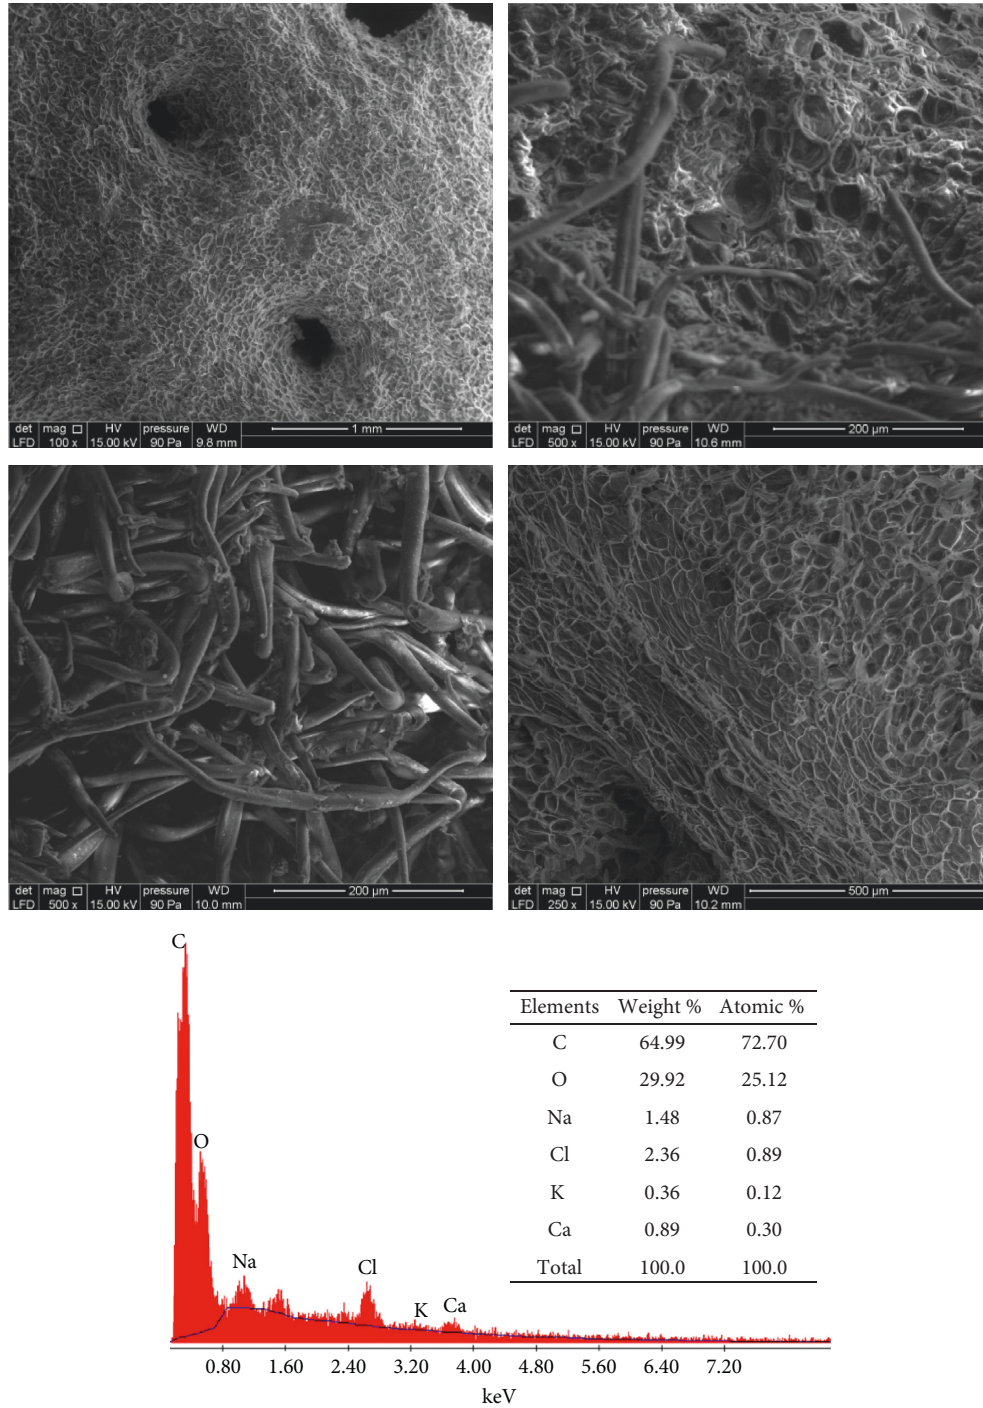 det mag HV pressure WD 1 mm
LFD 100 x 15.00 kV 90 Pa 9.8 mm
det mag HV pressure WD 200 µm
LFD 500 x 15.00 kV 90 Pa 10.6 mm
det mag HV pressure WD 200 µm
LFD 500 x 15.00 kV 90 Pa 10.0 mm
det mag HV pressure WD 500 µm
LFD 250 x 15.00 kV 90 Pa 10.2 mm
C
O
Na
Cl
K
Ca
0.80 1.60 2.40 3.20 4.00 4.80 5.60 6.40 7.20
keV
Elements Weight % Atomic %
C 64.99 72.70
O 29.92 25.12
Na 1.48 0.87
Cl 2.36 0.89
K 0.36 0.12
Ca 0.89 0.30
Total 100.0 100.0